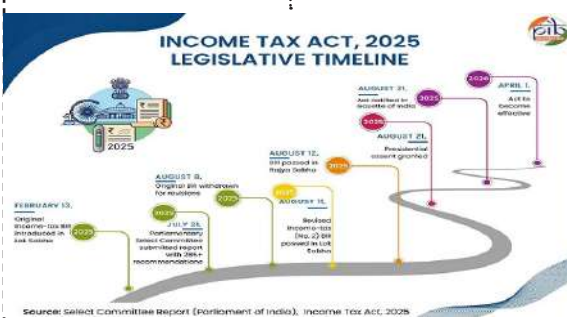 pib
INCOME TAX ACT, 2025
LEGISLATIVE TIMELINE
2025
FEBRUARY 13,
Original
Income-tax Bill
introduced in
Lok Sabha
2025
JULY 21,
Parliamentary
Select Committee
submitted report
with 285+
recommendations
2025
AUGUST 8,
Original Bill withdrawn
for revisions
2025
AUGUST 11,
Revised
Income-tax
(No. 2) Bill
passed in Lok
Sabha
2025
AUGUST 12,
Bill passed in
Rajya Sabha
2025
AUGUST 21,
Presidential
assent granted
2025
AUGUST 21,
Act notified in
Gazette of India
2025
APRIL 1,
Act to
become
effective
2026
Source: Select Committee Report (Parliament of India), Income Tax Act, 2025